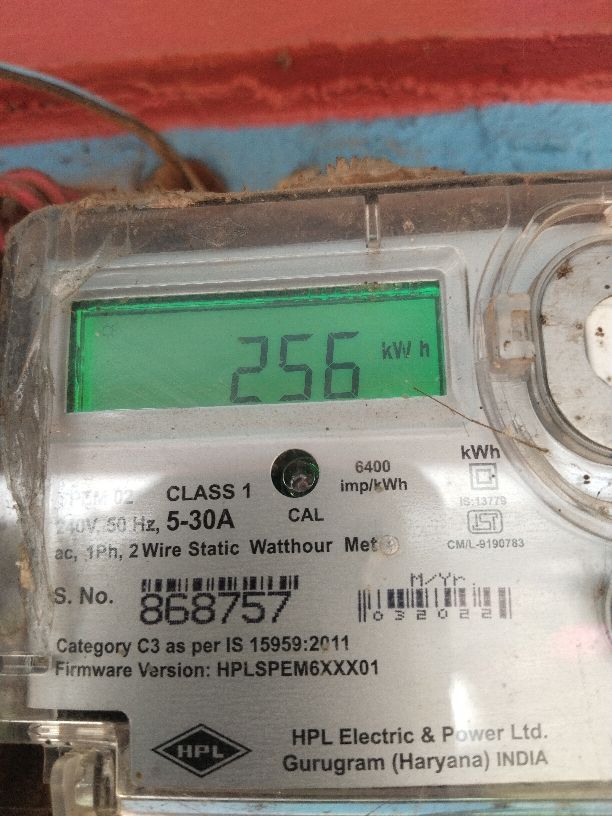 256 kW h
6400
imp/kWh
kWh
CLASS 1
240V, 50 Hz, 5-30A
CAL
IS-13779
ISI
CM/L-9190783
ac, 1Ph, 2 Wire Static Watthour
S. No. 868757
M/Yr.
032022
Category C3 as per IS 15959:2011
Firmware Version: HPLSPEM6XXX01
HPL
HPL Electric & Power Ltd.
Gurugram (Haryana) INDIA